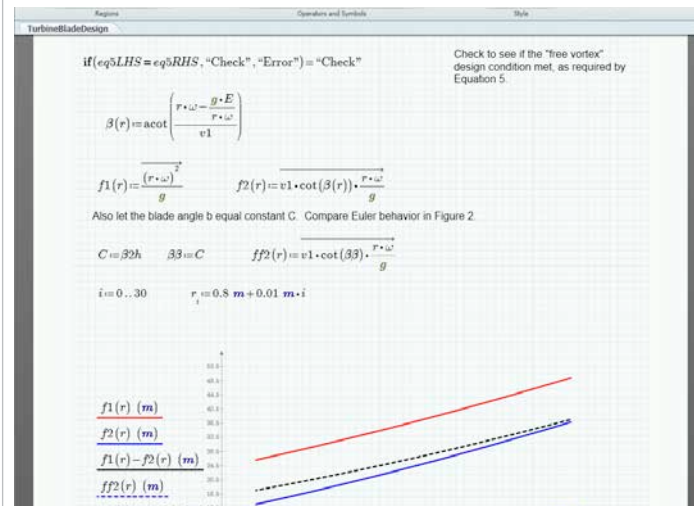 Regions Operators and Symbols Style
TurbineBladeDesign
if(eq5LHS = eq5RHS, “Check”, “Error”) = “Check”
Check to see if the "free vortex"
design condition met, as required by
Equation 5.
β(r) := acot((r·ω − g·E/(r·ω))/v1)
f1(r) := (r·ω)²/g f2(r) := v1·cot(β(r))·r·ω/g
Also let the blade angle b equal constant C. Compare Euler behavior in Figure 2
C := β2h ββ := C ff2(r) := v1·cot(ββ)·r·ω/g
i := 0..30 rᵢ := 0.8 m + 0.01 m·i
f1(r) (m)
f2(r) (m)
f1(r)−f2(r) (m)
ff2(r) (m)